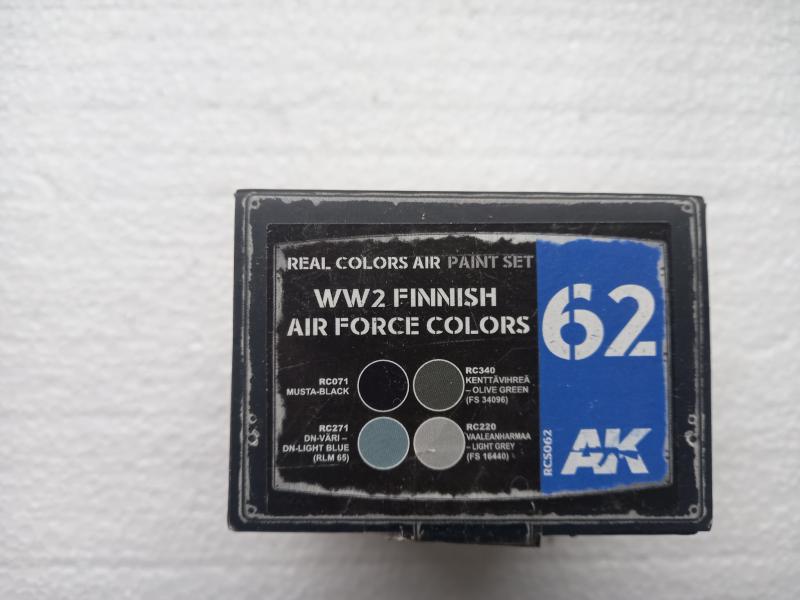 REAL COLORS AIR PAINT SET
WW2 FINNISH
AIR FORCE COLORS
62
RC071
MUSTA-BLACK
RC340
KENTTÄVIHREÄ
– OLIVE GREEN
(FS 34096)
RC271
DN-VÄRI –
DN-LIGHT BLUE
(RLM 65)
RC220
VAALEANHARMAA
– LIGHT GREY
(FS 16440)
RCS062
AK